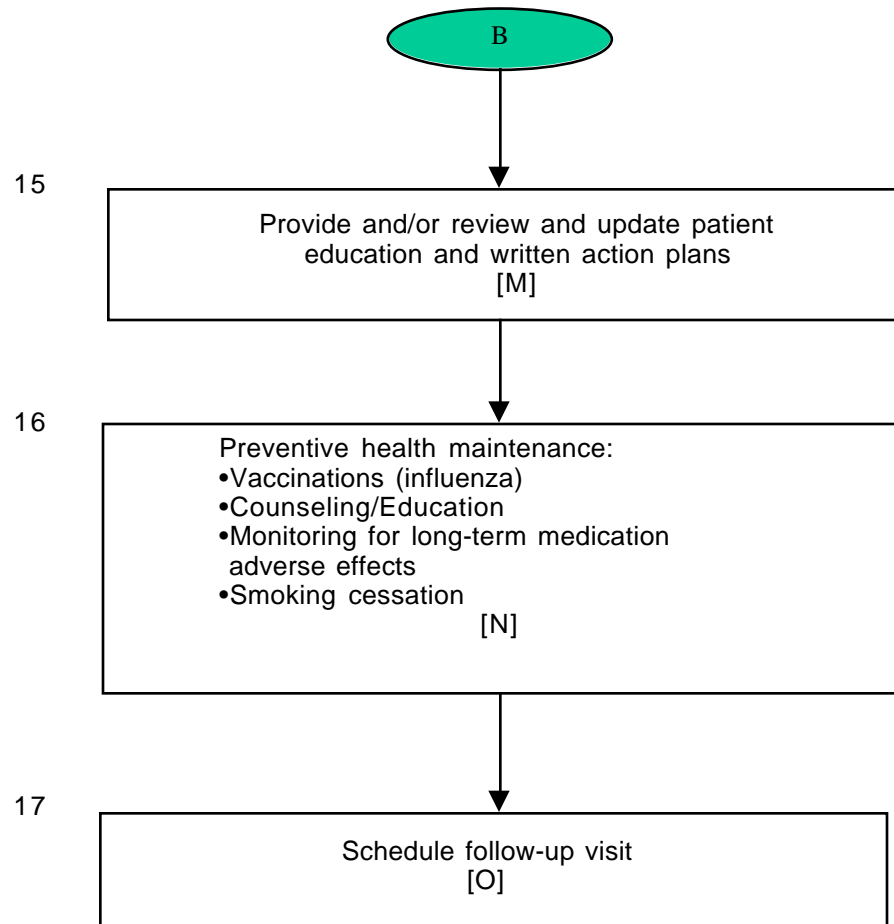 B
15
Provide and/or review and update patient
education and written action plans
[M]
16
Preventive health maintenance:
•Vaccinations (influenza)
•Counseling/Education
•Monitoring for long-term medication
adverse effects
•Smoking cessation
[N]
17
Schedule follow-up visit
[O]